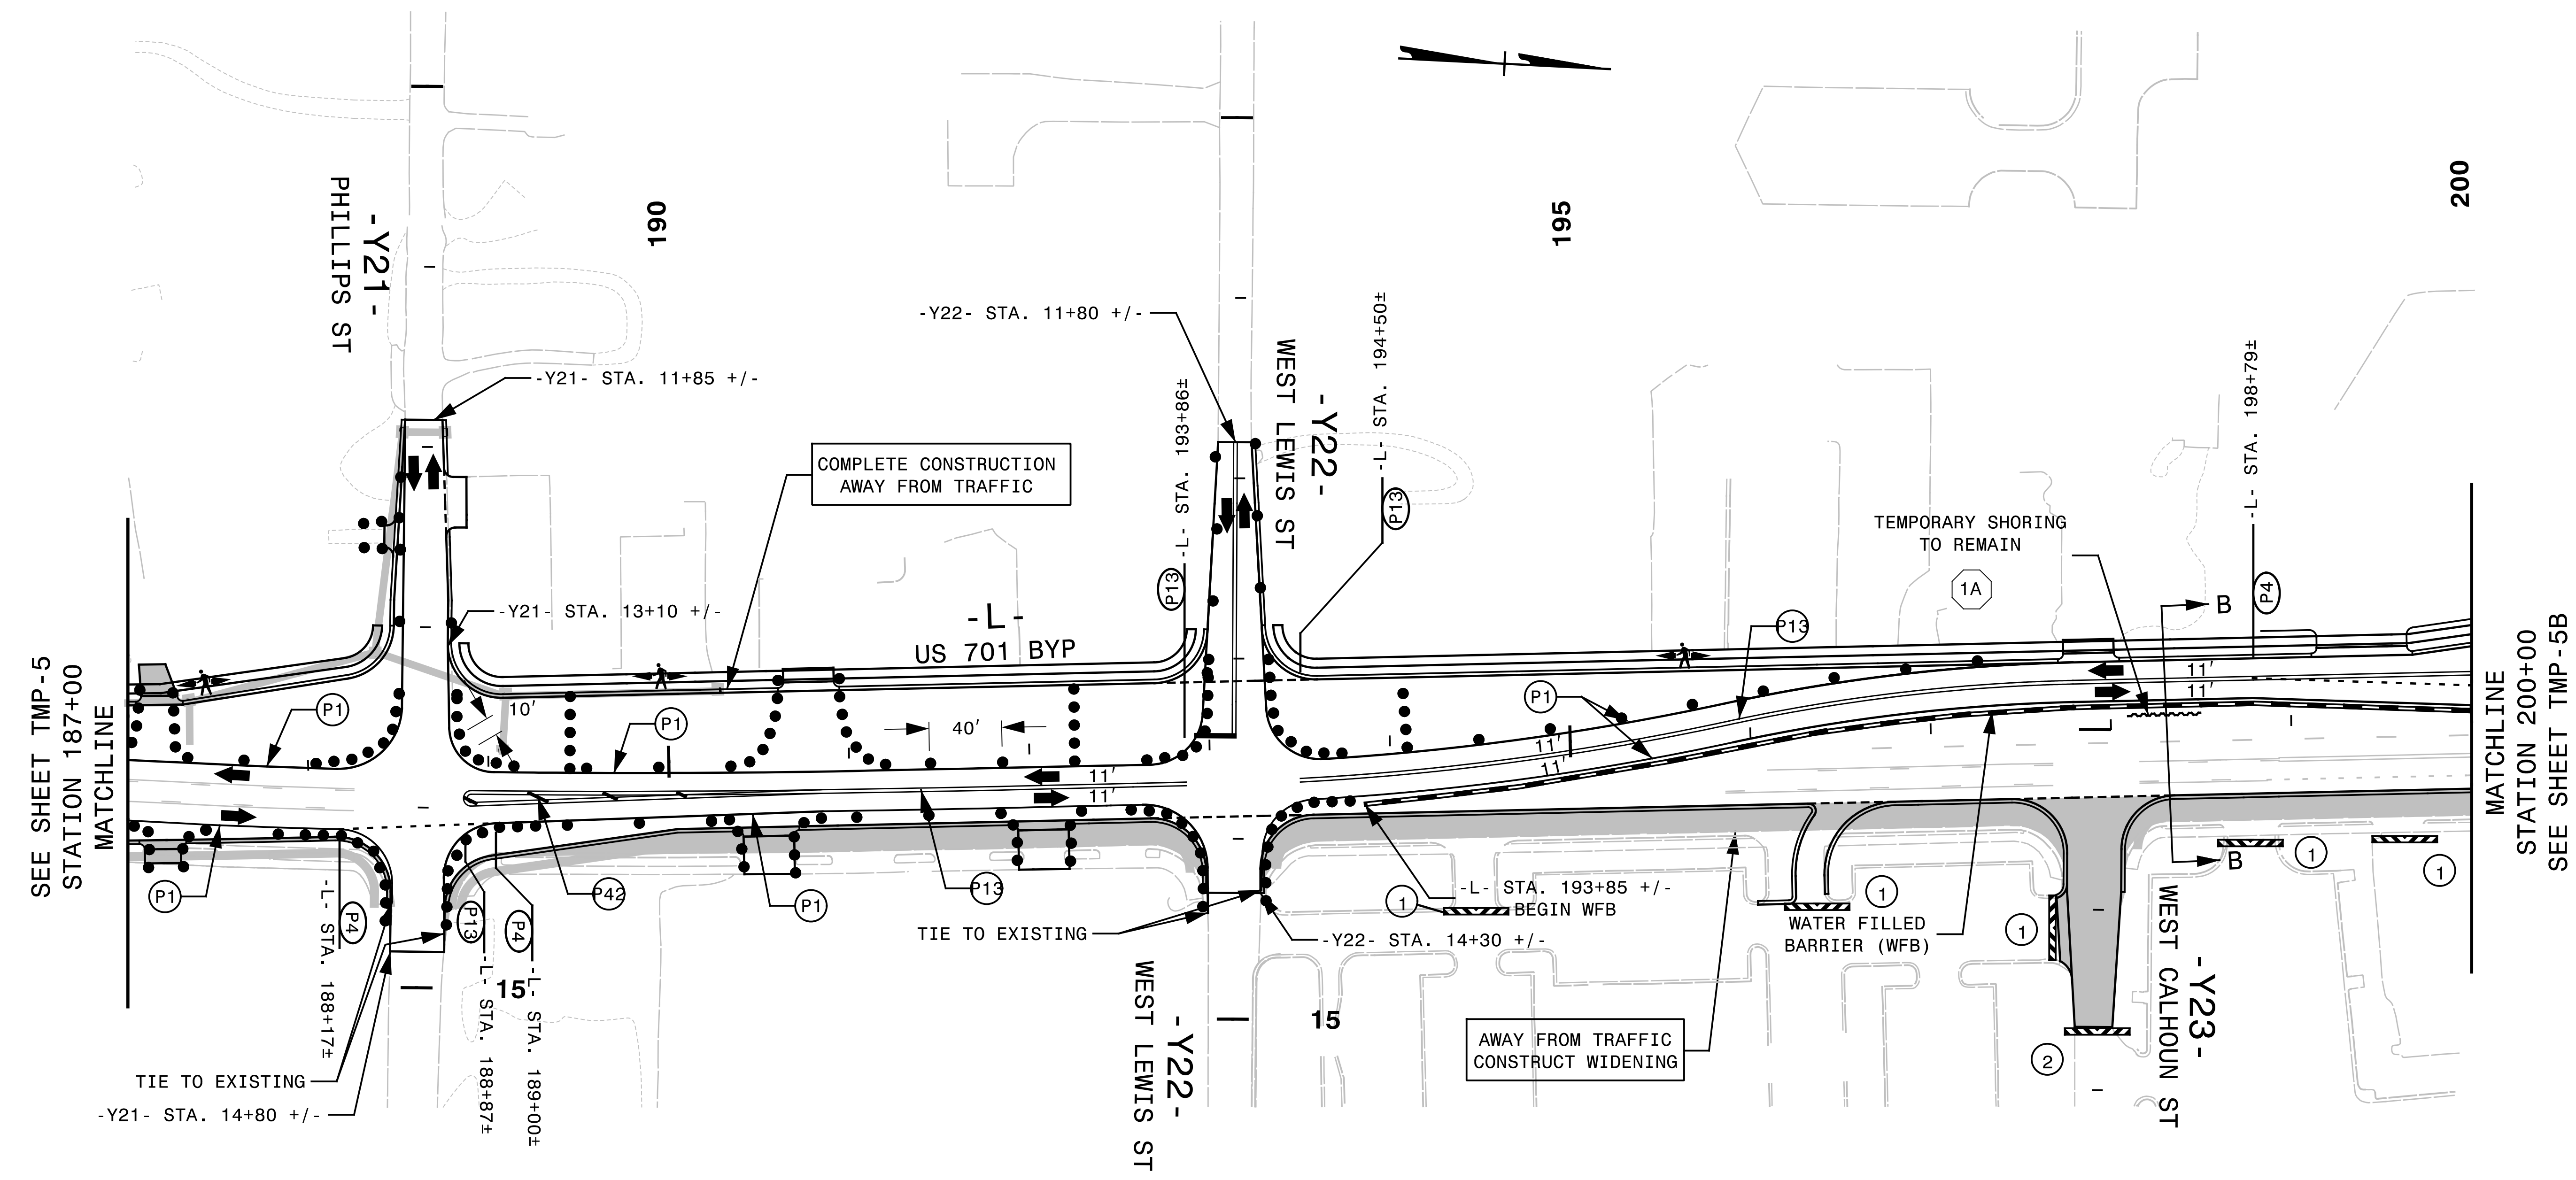 SEE SHEET TMP-5
STATION 187+00
MATCHLINE
PHILLIPS ST
-Y21-
190
-Y21- STA. 11+85 +/-
-Y21- STA. 13+10 +/-
COMPLETE CONSTRUCTION
AWAY FROM TRAFFIC
-Y22- STA. 11+80 +/-
-L- STA. 193+86±
P13
WEST LEWIS ST
-Y22-
-L- STA. 194+50±
P13
195
200
-L-
US 701 BYP
TEMPORARY SHORING
TO REMAIN
1A
B
-L- STA. 198+79±
P4
P1
10'
P1
40'
11'
11'
P1
P13
11'
11'
11'
11'
P1
-L- STA. 188+17±
P4
P13
-L- STA. 188+87±
P4
-L- STA. 189+00±
P42
P1
P13
TIE TO EXISTING
-Y22- STA. 14+30 +/-
-L- STA. 193+85 +/-
BEGIN WFB
1
1
WATER FILLED
BARRIER (WFB)
1
2
B
1
1
WEST CALHOUN ST
-Y23-
15
TIE TO EXISTING
-Y21- STA. 14+80 +/-
WEST LEWIS ST
-Y22-
15
AWAY FROM TRAFFIC
CONSTRUCT WIDENING
MATCHLINE
STATION 200+00
SEE SHEET TMP-5B